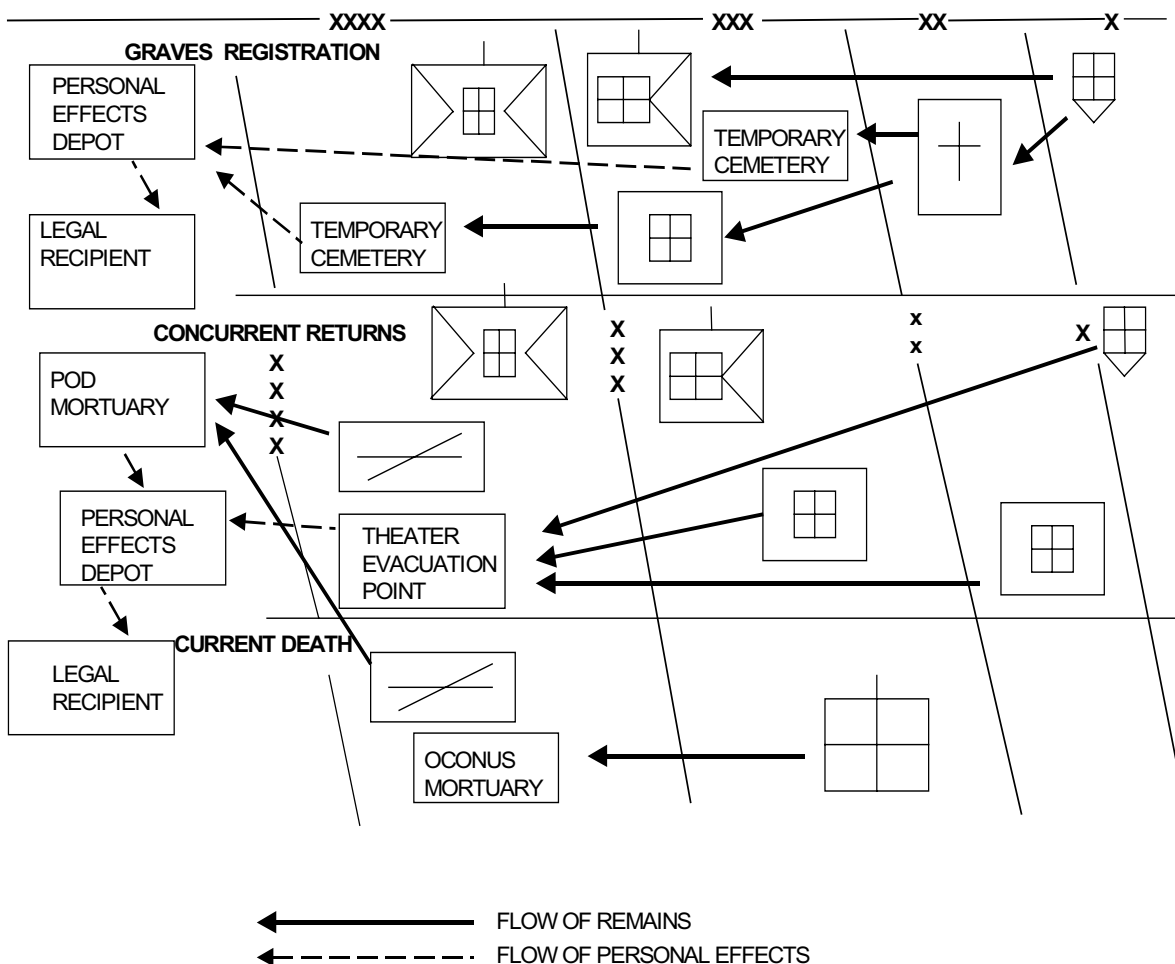 XXXX XXX XX X
GRAVES REGISTRATION
PERSONAL
EFFECTS
DEPOT
TEMPORARY
CEMETERY
LEGAL
RECIPIENT
TEMPORARY
CEMETERY
CONCURRENT RETURNS
X
X
X
X
X
X
X
x
x
X
POD
MORTUARY
PERSONAL
EFFECTS
DEPOT
THEATER
EVACUATION
POINT
CURRENT DEATH
LEGAL
RECIPIENT
OCONUS
MORTUARY
FLOW OF REMAINS
FLOW OF PERSONAL EFFECTS